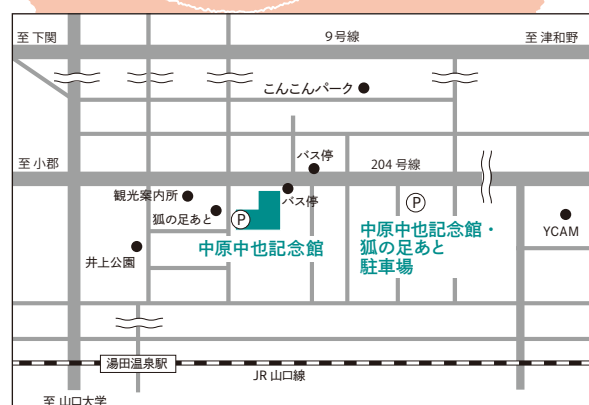 至 下関
9号線
至 津和野
こんこんパーク
至 小郡
バス停
204 号線
観光案内所
バス停
狐の足あと
P
P
中原中也記念館
中原中也記念館・
狐の足あと
駐車場
YCAM
井上公園
湯田温泉駅
JR 山口線
至 山口大学